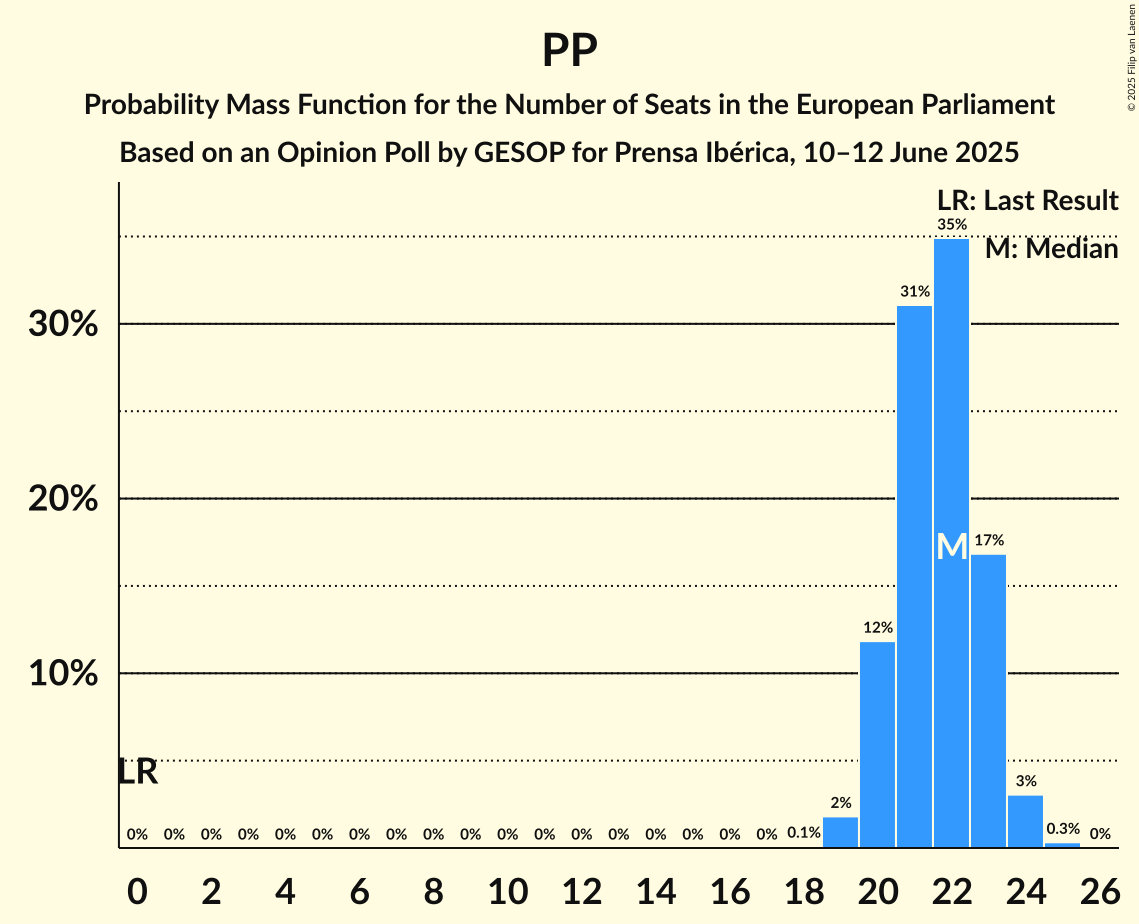 PP
Probability Mass Function for the Number of Seats in the European Parliament
Based on an Opinion Poll by GESOP for Prensa Ibérica, 10–12 June 2025
© 2025 Filip van Laenen
LR: Last Result
M: Median
35%
31%
30%
20%
M
17%
12%
10%
LR
3%
2%
0% 0% 0% 0% 0% 0% 0% 0% 0% 0% 0% 0% 0% 0% 0% 0% 0% 0% 0.1% 0.3% 0%
0 2 4 6 8 10 12 14 16 18 20 22 24 26